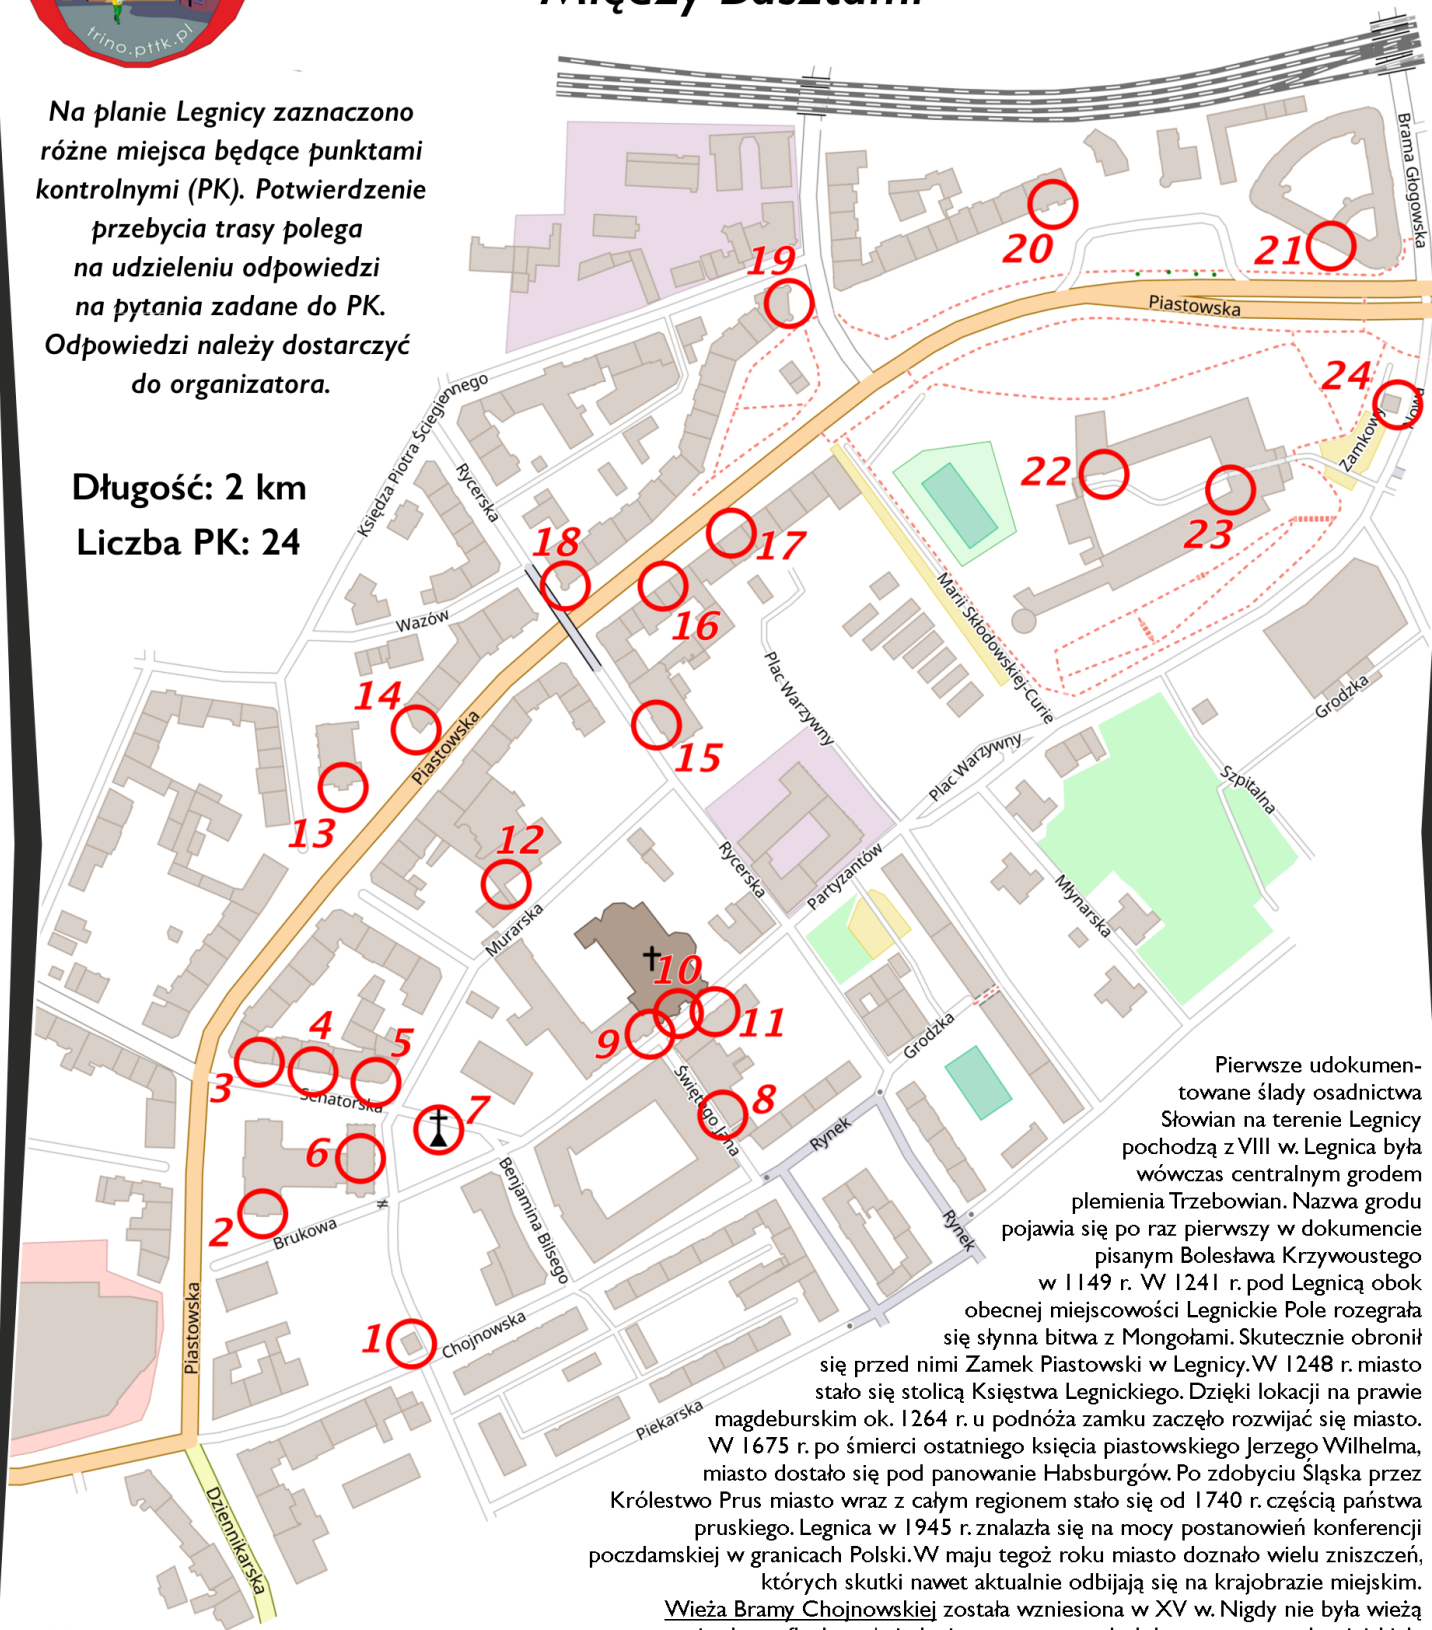 Między Basztami
trino.pttk.pl
Na planie Legnicy zaznaczono
różne miejsca będące punktami
kontrolnymi (PK). Potwierdzenie
przebycia trasy polega
na udzieleniu odpowiedzi
na pytania zadane do PK.
Odpowiedzi należy dostarczyć
do organizatora.
Długość: 2 km
Liczba PK: 24
Brama Głogowska
20
21
19
Piastowska
24
Nowa
Zamkowy
Księdza Piotra Ściegiennego
Rycerska
22
23
18
17
16
Wazów
Marii Skłodowskiej-Curie
Plac Warzywny
14
Piastowska
15
Grodzka
Plac Warzywny
Szpitalna
13
12
Rycerska
Partyzantów
Młynarska
Murarska
10
11
9
Grodzka
4
5
3
Senatorska
Świętego Jana
8
7
Rynek
6
2
Brukowa
Benjamina Bilsego
Rynek
Piastowska
1
Chojnowska
Piekarska
Dziennikarska
Pierwsze udokumen-
towane ślady osadnictwa
Słowian na terenie Legnicy
pochodzą z VIII w. Legnica była
wówczas centralnym grodem
plemienia Trzebowian. Nazwa grodu
pojawia się po raz pierwszy w dokumencie
pisanym Bolesława Krzywoustego
w 1149 r. W 1241 r. pod Legnicą obok
obecnej miejscowości Legnickie Pole rozegrała
się słynna bitwa z Mongołami. Skutecznie obronił
się przed nimi Zamek Piastowski w Legnicy. W 1248 r. miasto
stało się stolicą Księstwa Legnickiego. Dzięki lokacji na prawie
magdeburskim ok. 1264 r. u podnóża zamku zaczęło rozwijać się miasto.
W 1675 r. po śmierci ostatniego księcia piastowskiego Jerzego Wilhelma,
miasto dostało się pod panowanie Habsburgów. Po zdobyciu Śląska przez
Królestwo Prus miasto wraz z całym regionem stało się od 1740 r. częścią państwa
pruskiego. Legnica w 1945 r. znalazła się na mocy postanowień konferencji
poczdamskiej w granicach Polski. W maju tegoż roku miasto doznało wielu zniszczeń,
których skutki nawet aktualnie odbijają się na krajobrazie miejskim.
Wieża Bramy Chojnowskiej została wzniesiona w XV w. Nigdy nie była wieżą